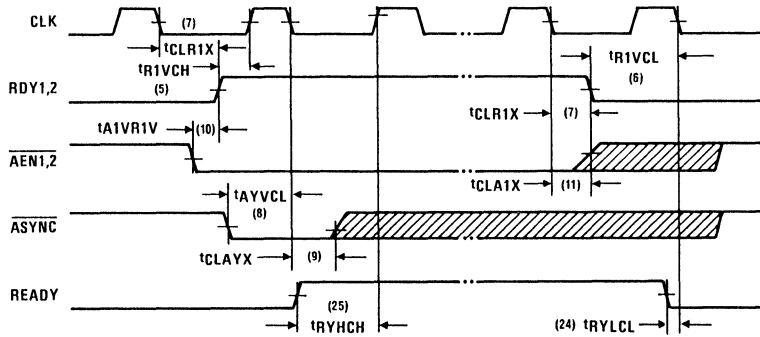 CLK
(7)
tCLR1X
tR1VCH
tR1VCL
(5)
(6)
RDY1,2
tCLR1X
(7)
tA1VR1V
(10)
AEN1,2
tCLA1X
(11)
tAYVCL
(8)
ASYNC
tCLAYX
(9)
READY
(25)
tRYHCH
(24)
tRYLCL